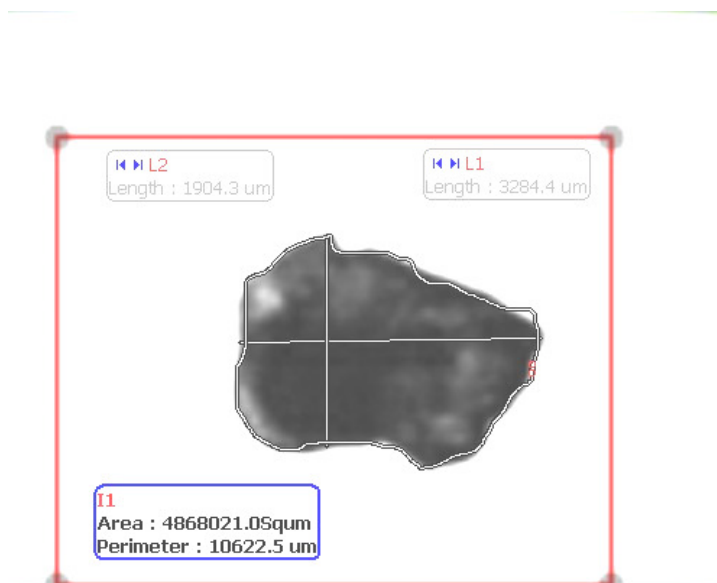 L2
Length : 1904.3 um
L1
Length : 3284.4 um
I1
Area : 4868021.0Squm
Perimeter : 10622.5 um